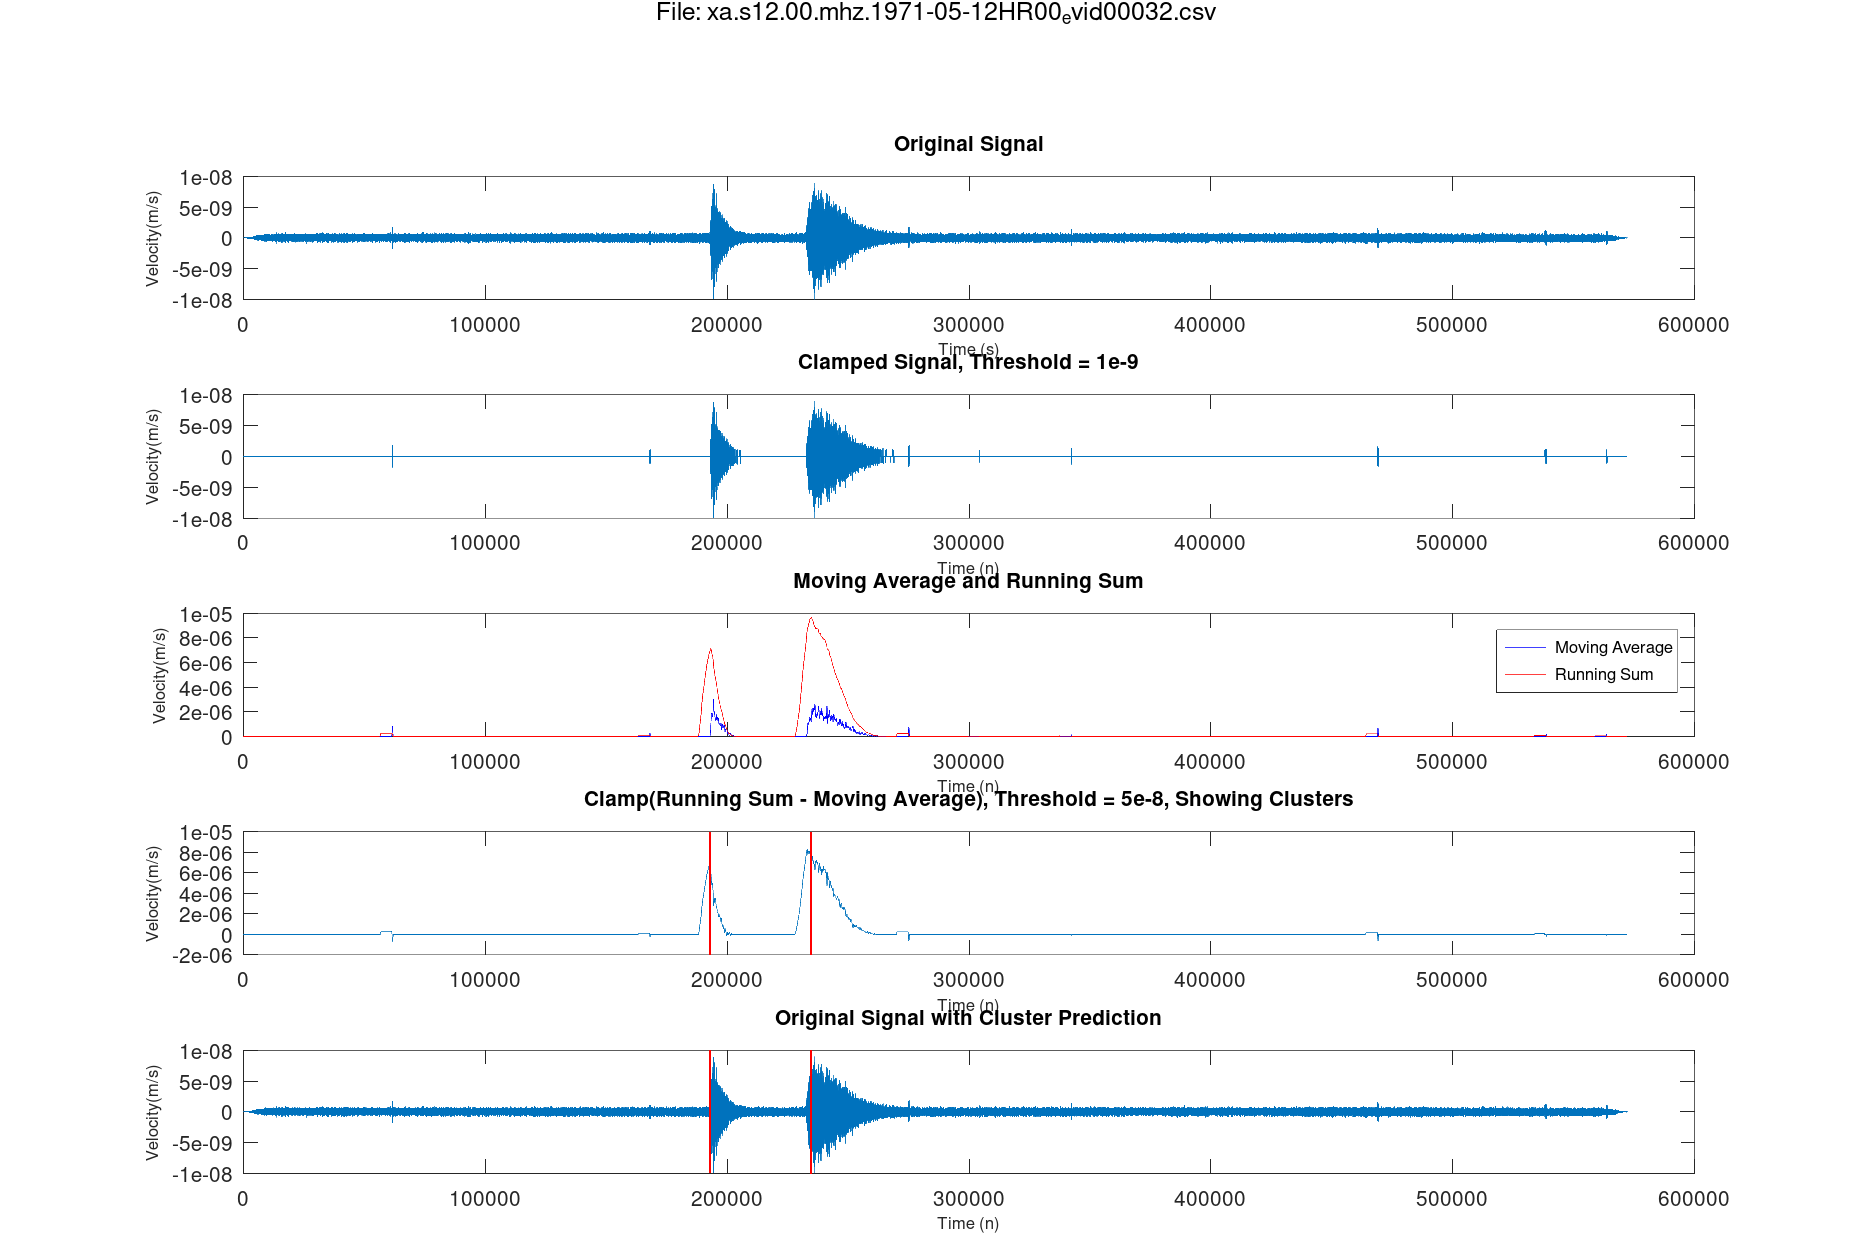 File: xa.s12.00.mhz.1971-05-12HR00evid00032.csv
Original Signal
1e-08
5e-09
0
-5e-09
-1e-08
Velocity(m/s)
0 100000 200000 300000 400000 500000 600000
Time (s)
Clamped Signal, Threshold = 1e-9
1e-08
5e-09
0
-5e-09
-1e-08
Velocity(m/s)
0 100000 200000 300000 400000 500000 600000
Time (n)
Moving Average and Running Sum
1e-05
8e-06
6e-06
4e-06
2e-06
0
Velocity(m/s)
Moving Average
Running Sum
0 100000 200000 300000 400000 500000 600000
Time (n)
Clamp(Running Sum - Moving Average), Threshold = 5e-8, Showing Clusters
1e-05
8e-06
6e-06
4e-06
2e-06
0
-2e-06
Velocity(m/s)
0 100000 200000 300000 400000 500000 600000
Time (n)
Original Signal with Cluster Prediction
1e-08
5e-09
0
-5e-09
-1e-08
Velocity(m/s)
0 100000 200000 300000 400000 500000 600000
Time (n)